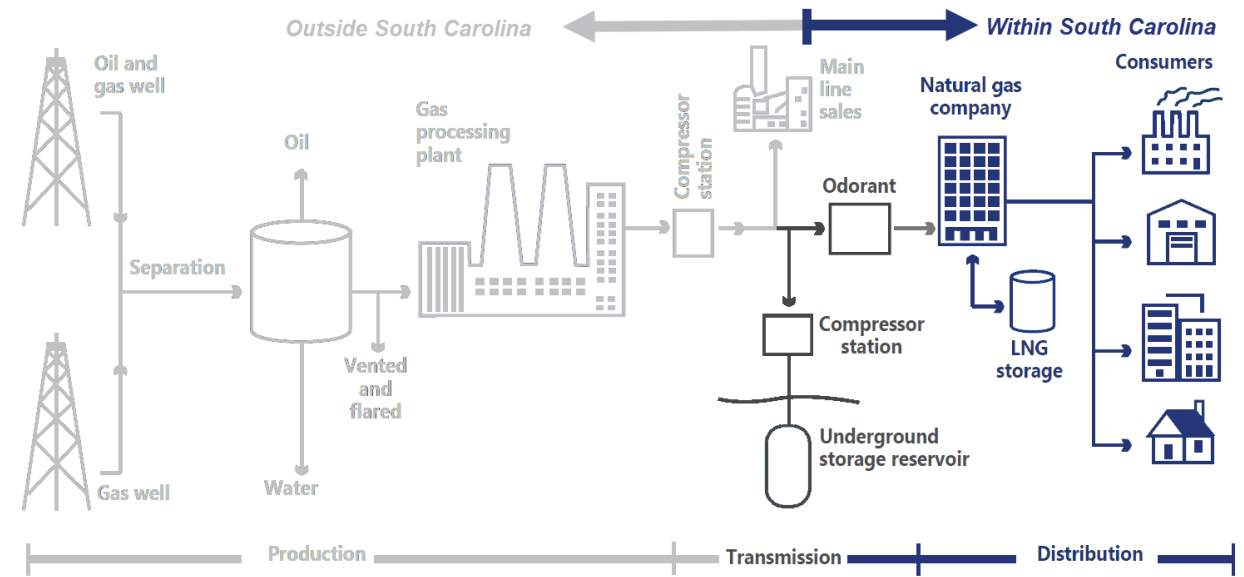 Outside South Carolina
Within South Carolina
Oil and
gas well
Oil
Gas
processing
plant
Compressor
station
Main
line
sales
Natural gas
company
Consumers
Odorant
Separation
Vented
and
flared
Compressor
station
LNG
storage
Underground
storage reservoir
Gas well
Water
Production
Transmission
Distribution